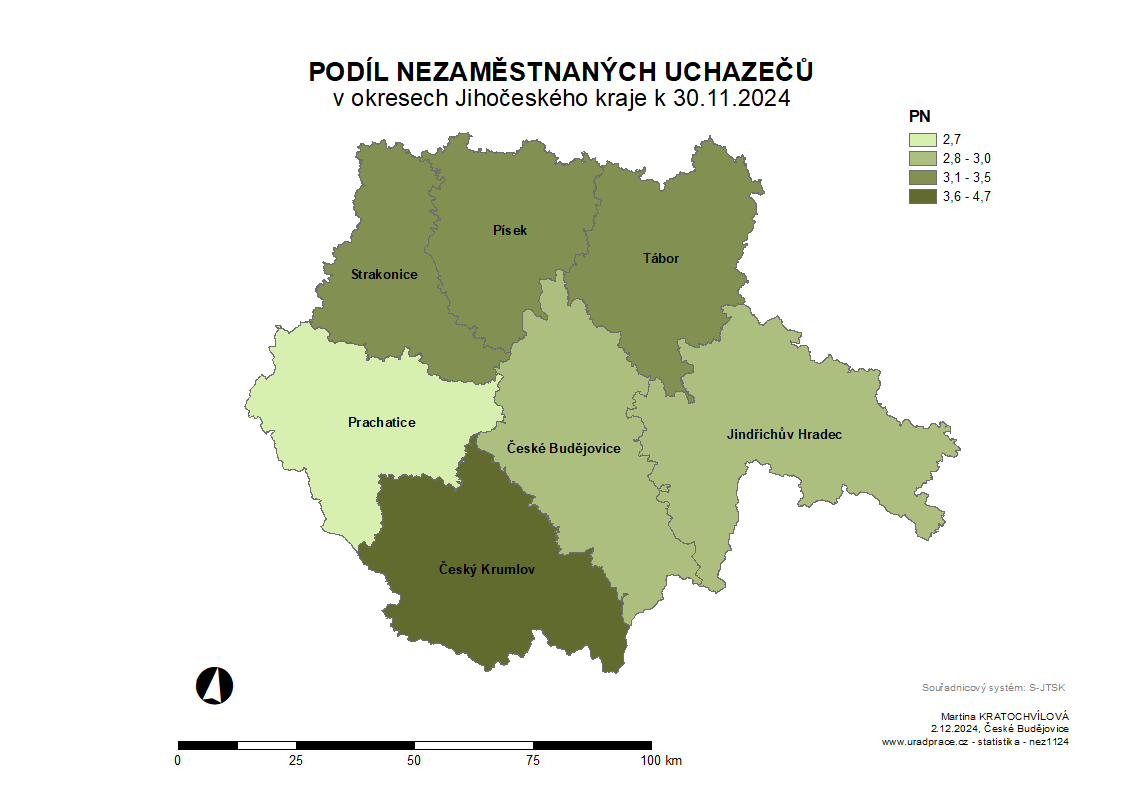 PODÍL NEZAMĚSTNANÝCH UCHAZEČŮ
v okresech Jihočeského kraje k 30.11.2024
PN
2,7
2,8 - 3,0
3,1 - 3,5
3,6 - 4,7
Písek
Tábor
Strakonice
Prachatice
Jindřichův Hradec
České Budějovice
Český Krumlov
Souřadnicový systém: S-JTSK
Martina KRATOCHVÍLOVÁ
2.12.2024, České Budějovice
www.uradprace.cz - statistika - nez1124
0 25 50 75 100 km